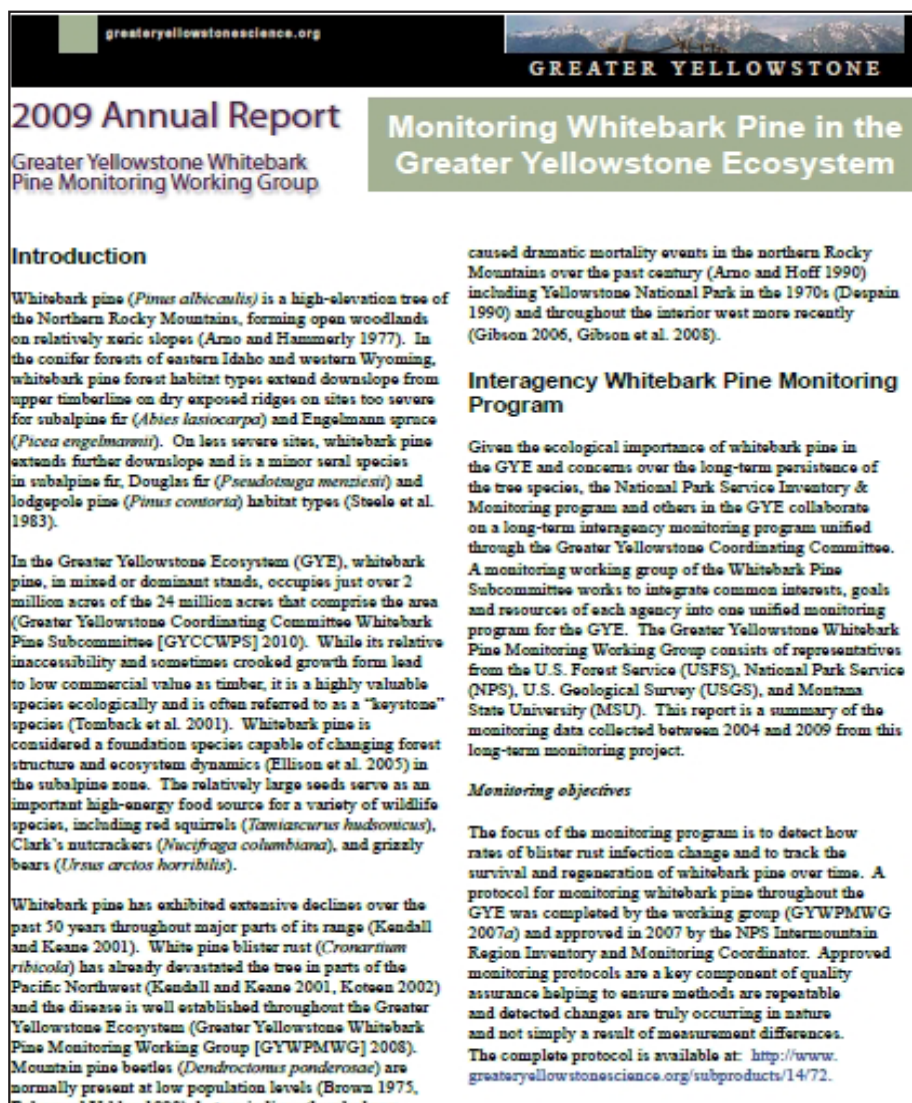 greateryellowstonescience.org
GREATER YELLOWSTONE
2009 Annual Report
Greater Yellowstone Whitebark
Pine Monitoring Working Group
Monitoring Whitebark Pine in the
Greater Yellowstone Ecosystem
Introduction
Whitebark pine (Pinus albicaulis) is a high-elevation tree of
the Northern Rocky Mountains, forming open woodlands
on relatively xeric slopes (Arno and Hammerly 1977). In
the conifer forests of eastern Idaho and western Wyoming,
whitebark pine forest habitat types extend downslope from
upper timberline on dry exposed ridges on sites too severe
for subalpine fir (Abies lasiocarpa) and Engelmann spruce
(Picea engelmannii). On less severe sites, whitebark pine
extends further downslope and is a minor seral species
in subalpine fir, Douglas fir (Pseudotsuga menziesii) and
lodgepole pine (Pinus contorta) habitat types (Steele et al.
1983).
In the Greater Yellowstone Ecosystem (GYE), whitebark
pine, in mixed or dominant stands, occupies just over 2
million acres of the 24 million acres that comprise the area
(Greater Yellowstone Coordinating Committee Whitebark
Pine Subcommittee [GYCCWPS] 2010). While its relative
inaccessibility and sometimes crooked growth form lead
to low commercial value as timber, it is a highly valuable
species ecologically and is often referred to as a "keystone"
species (Tomback et al. 2001). Whitebark pine is
considered a foundation species capable of changing forest
structure and ecosystem dynamics (Ellison et al. 2005) in
the subalpine zone. The relatively large seeds serve as an
important high-energy food source for a variety of wildlife
species, including red squirrels (Tamiascurus hudsonicus),
Clark's nutcrackers (Nucifraga columbiana), and grizzly
bears (Ursus arctos horribilis).
Whitebark pine has exhibited extensive declines over the
past 50 years throughout major parts of its range (Kendall
and Keane 2001). White pine blister rust (Cronartium
ribicola) has already devastated the tree in parts of the
Pacific Northwest (Kendall and Keane 2001, Koteen 2002)
and the disease is well established throughout the Greater
Yellowstone Ecosystem (Greater Yellowstone Whitebark
Pine Monitoring Working Group [GYWPMWG] 2008).
Mountain pine beetles (Dendroctonus ponderosae) are
normally present at low population levels (Brown 1975,
caused dramatic mortality events in the northern Rocky
Mountains over the past century (Arno and Hoff 1990)
including Yellowstone National Park in the 1970s (Despain
1990) and throughout the interior west more recently
(Gibson 2006, Gibson et al. 2008).
Interagency Whitebark Pine Monitoring
Program
Given the ecological importance of whitebark pine in
the GYE and concerns over the long-term persistence of
the tree species, the National Park Service Inventory &
Monitoring program and others in the GYE collaborate
on a long-term interagency monitoring program unified
through the Greater Yellowstone Coordinating Committee.
A monitoring working group of the Whitebark Pine
Subcommittee works to integrate common interests, goals
and resources of each agency into one unified monitoring
program for the GYE. The Greater Yellowstone Whitebark
Pine Monitoring Working Group consists of representatives
from the U.S. Forest Service (USFS), National Park Service
(NPS), U.S. Geological Survey (USGS), and Montana
State University (MSU). This report is a summary of the
monitoring data collected between 2004 and 2009 from this
long-term monitoring project.
Monitoring objectives
The focus of the monitoring program is to detect how
rates of blister rust infection change and to track the
survival and regeneration of whitebark pine over time. A
protocol for monitoring whitebark pine throughout the
GYE was completed by the working group (GYWPMWG
2007a) and approved in 2007 by the NPS Intermountain
Region Inventory and Monitoring Coordinator. Approved
monitoring protocols are a key component of quality
assurance helping to ensure methods are repeatable
and detected changes are truly occurring in nature
and not simply a result of measurement differences.
The complete protocol is available at: http://www.
greateryellowstonescience.org/subproducts/14/72.